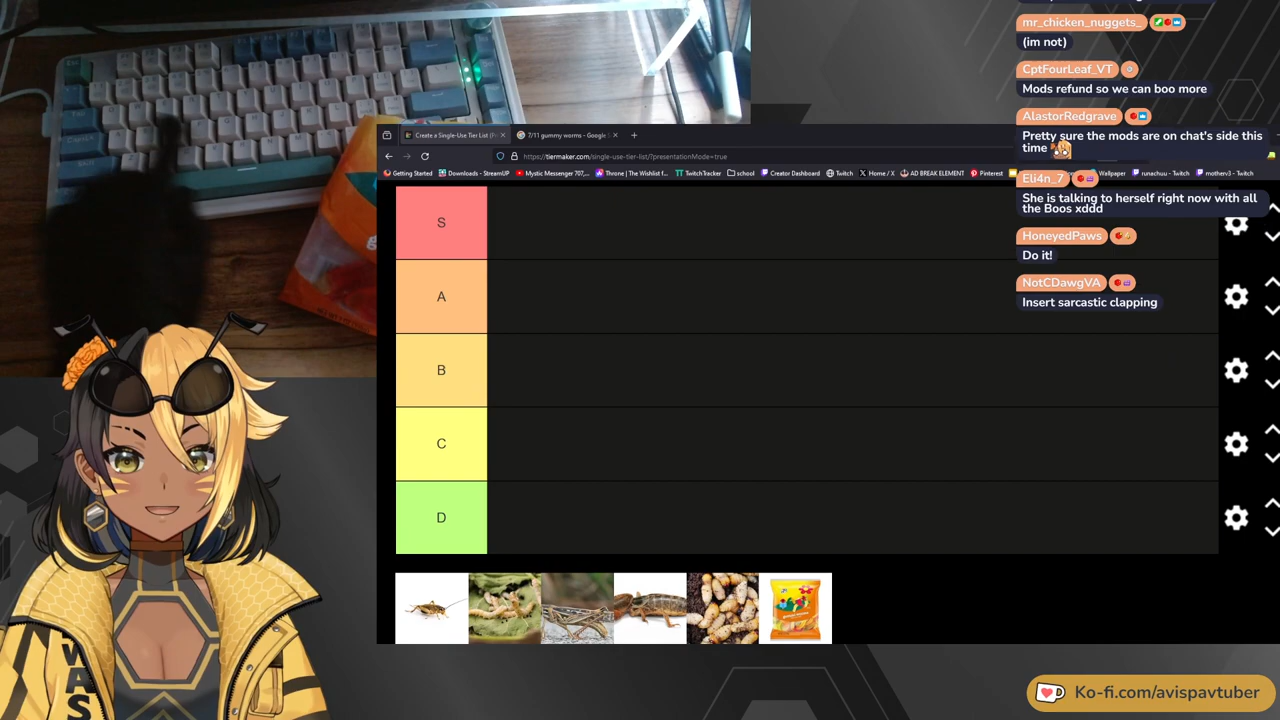 mr_chicken_nuggets_
(im not)
CptFourLeaf_VT
Mods refund so we can boo more
AlastorRedgrave
Pretty sure the mods are on chat's side this
time
Eli4n_7
She is talking to herself right now with all
the Boos xddd
HoneyedPaws
Do it!
NotCDawgVA
Insert sarcastic clapping
Create a Single-Use Tier List (
7/11 gummy worms - Google
https://tiermaker.com/single-use-tier-list/?presentationMode=true
Getting Started
Downloads - StreamUP
Mystic Messenger 707,...
Throne | The Wishlist f...
TwitchTracker
school
Creator Dashboard
Twitch
Home / X
AD BREAK ELEMENT
Pinterest
Wallpaper
runachuu - Twitch
motherv3 - Twitch
S
A
B
C
D
VAS
Ko-fi.com/avispavtuber